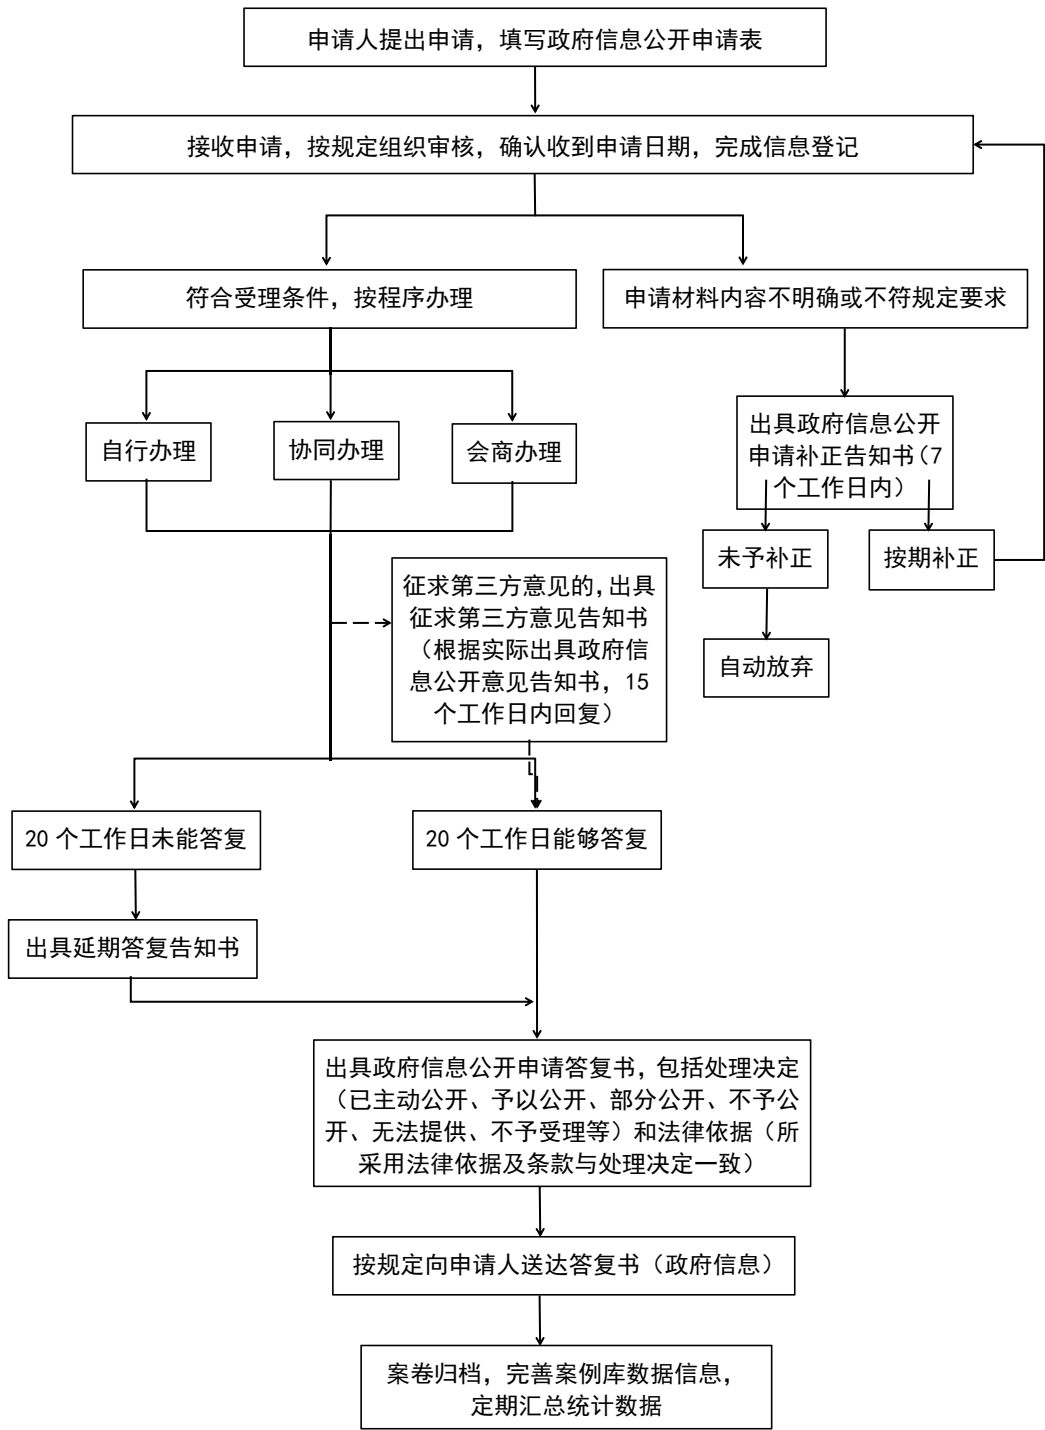 申请人提出申请，填写政府信息公开申请表
接收申请，按规定组织审核，确认收到申请日期，完成信息登记
符合受理条件，按程序办理
申请材料内容不明确或不符规定要求
自行办理
协同办理
会商办理
出具政府信息公开
申请补正告知书（7
个工作日内）
未予补正
按期补正
自动放弃
征求第三方意见的，出具
征求第三方意见告知书
（根据实际出具政府信
息公开意见告知书，15
个工作日内回复）
20 个工作日未能答复
20 个工作日能够答复
出具延期答复告知书
出具政府信息公开申请答复书，包括处理决定
（已主动公开、予以公开、部分公开、不予公
开、无法提供、不予受理等）和法律依据（所
采用法律依据及条款与处理决定一致）
按规定向申请人送达答复书（政府信息）
案卷归档，完善案例库数据信息，
定期汇总统计数据